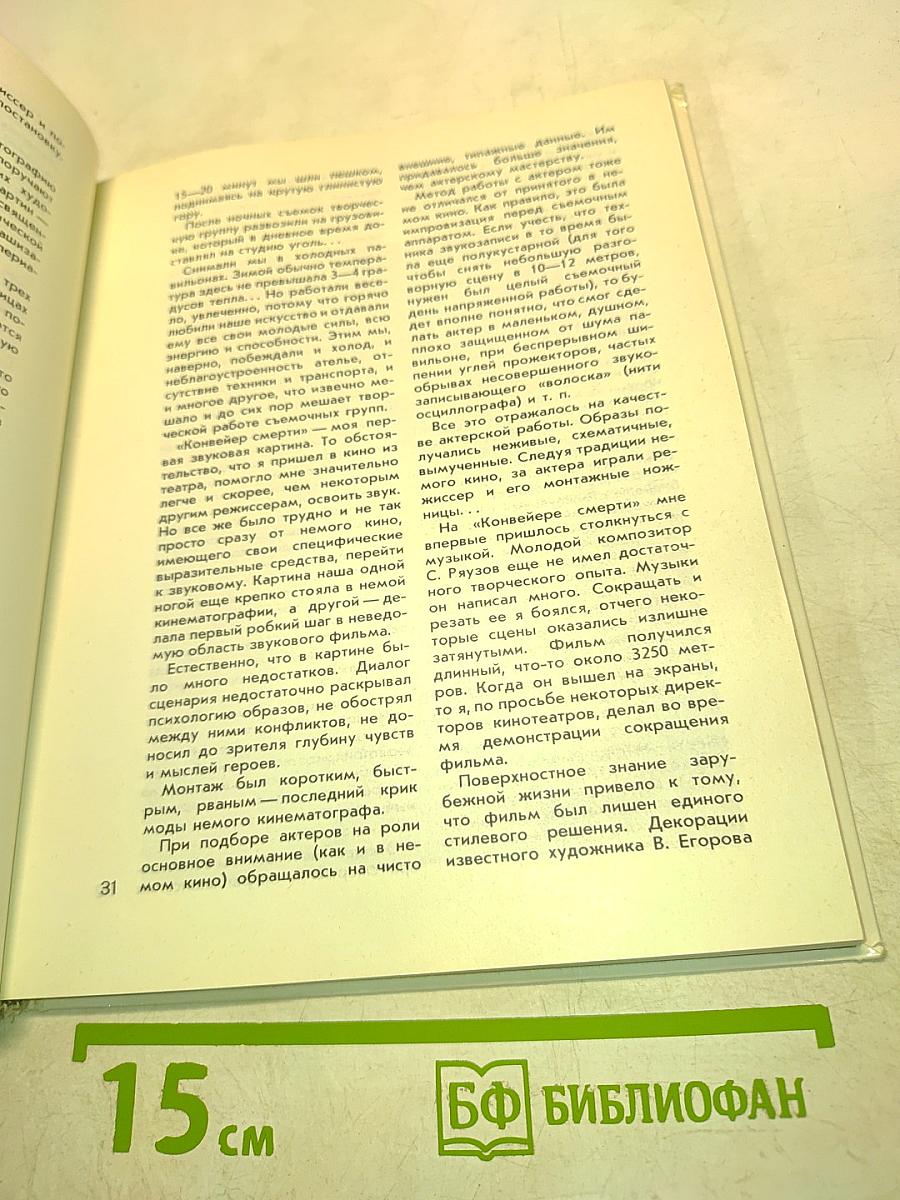 ссер и по-
постановку.
тографию
поручают
их худо-
артин —
священ-
ической
ашиза-
перна-
трех
ицах
по-
ется
ую
то
о
15—20 минут мы шли пешком,
поднимаясь на крутую глинистую
гору.
После ночных съемок творчес-
кую группу развозили на грузови-
ке, который в дневное время до-
ставлял на студию уголь...
Снимали мы в холодных па-
вильонах. Зимой обычно темпера-
тура здесь не превышала 3—4 гра-
дусов тепла... Но работали весе-
ло, увлеченно, потому что горячо
любили наше искусство и отдавали
ему все свои молодые силы, всю
энергию и способности. Этим мы,
наверно, побеждали и холод, и
неблагоустроенность ателье, от-
сутствие техники и транспорта, и
и многое другое, что извечно ме-
шало и до сих пор мешает твор-
ческой работе съемочных групп.
«Конвейер смерти» — моя пер-
вая звуковая картина. То обстоя-
тельство, что я пришел в кино из
театра, помогло мне значительно
легче и скорее, чем некоторым
другим режиссерам, освоить звук.
Но все же было трудно и не так
просто сразу от немого кино,
имеющего свои специфические
выразительные средства, перейти
к звуковому. Картина наша одной
ногой еще крепко стояла в немой
кинематографии, а другой — де-
лала первый робкий шаг в неведо-
мую область звукового фильма.
Естественно, что в картине бы-
ло много недостатков. Диалог
сценария недостаточно раскрывал
психологию образов, не обострял
между ними конфликтов, не до-
носил до зрителя глубину чувств
и мыслей героев.
Монтаж был коротким, быст-
рым, рваным — последний крик
моды немого кинематографа.
При подборе актеров на роли
основное внимание (как и в не-
мом кино) обращалось на чисто
31
внешние, типажные данные. Им
придавалось больше значения,
чем актерскому мастерству.
Метод работы с актером тоже
не отличался от принятого в не-
мом кино. Как правило, это была
импровизация перед съемочным
аппаратом. Если учесть, что тех-
ника звукозаписи в то время бы-
ла еще полукустарной (для того
чтобы снять небольшую разго-
ворную сцену в 10—12 метров,
нужен был целый съемочный
день напряженной работы), то бу-
дет вполне понятно, что смог сде-
лать актер в маленьком, душном,
плохо защищенном от шума па-
вильоне, при беспрерывном ши-
пении углей прожекторов, частых
обрывах несовершенного звуко-
записывающего «волоска» (нити
осциллографа) и т. п.
Все это отражалось на качест-
ве актерской работы. Образы по-
лучались неживые, схематичные,
вымученные. Следуя традиции не-
мого кино, за актера играли ре-
жиссер и его монтажные нож-
ницы...
На «Конвейере смерти» мне
впервые пришлось столкнуться с
музыкой. Молодой композитор
С. Ряузов еще не имел достаточ-
ного творческого опыта. Музыки
он написал много. Сокращать и
резать ее я боялся, отчего неко-
торые сцены оказались излишне
затянутыми. Фильм получился
длинный, что-то около 3250 мет-
ров. Когда он вышел на экраны,
то я, по просьбе некоторых дирек-
торов кинотеатров, делал во вре-
мя демонстрации сокращения
фильма.
Поверхностное знание зару-
бежной жизни привело к тому,
что фильм был лишен единого
стилевого решения. Декорации
известного художника В. Егорова
15 см
БФ БИБЛИОФАН